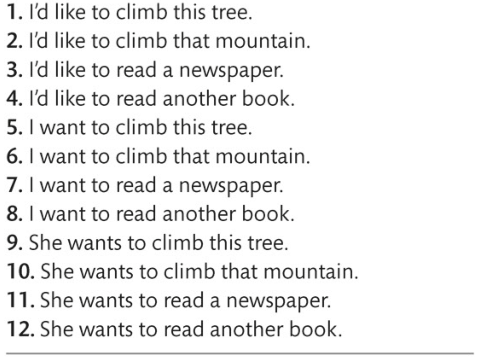 1. I'd like to climb this tree.
2. I'd like to climb that mountain.
3. I'd like to read a newspaper.
4. I'd like to read another book.
5. I want to climb this tree.
6. I want to climb that mountain.
7. I want to read a newspaper.
8. I want to read another book.
9. She wants to climb this tree.
10. She wants to climb that mountain.
11. She wants to read a newspaper.
12. She wants to read another book.